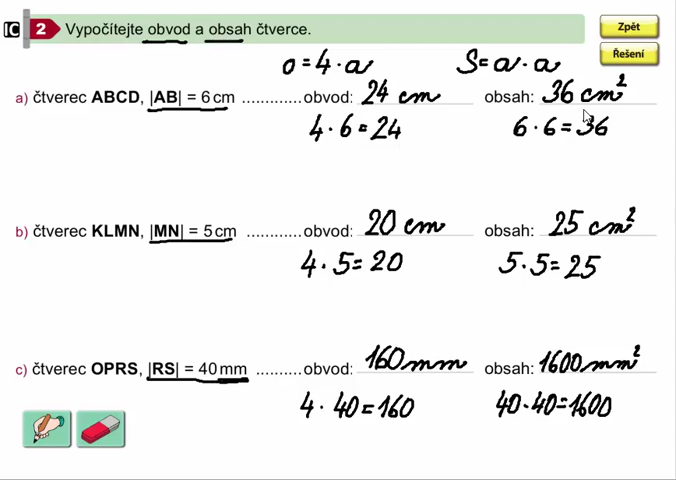 IC 2 Vypočítejte obvod a obsah čtverce. Zpět
Řešení
o = 4 · a S = a · a
a) čtverec ABCD, |AB| = 6 cm ............. obvod: 24 cm obsah: 36 cm²
4 · 6 = 24 6 · 6 = 36
b) čtverec KLMN, |MN| = 5 cm ............ obvod: 20 cm obsah: 25 cm²
4 · 5 = 20 5 · 5 = 25
c) čtverec OPRS, |RS| = 40 mm .......... obvod: 160 mm obsah: 1600 mm²
4 · 40 = 160 40 · 40 = 1600